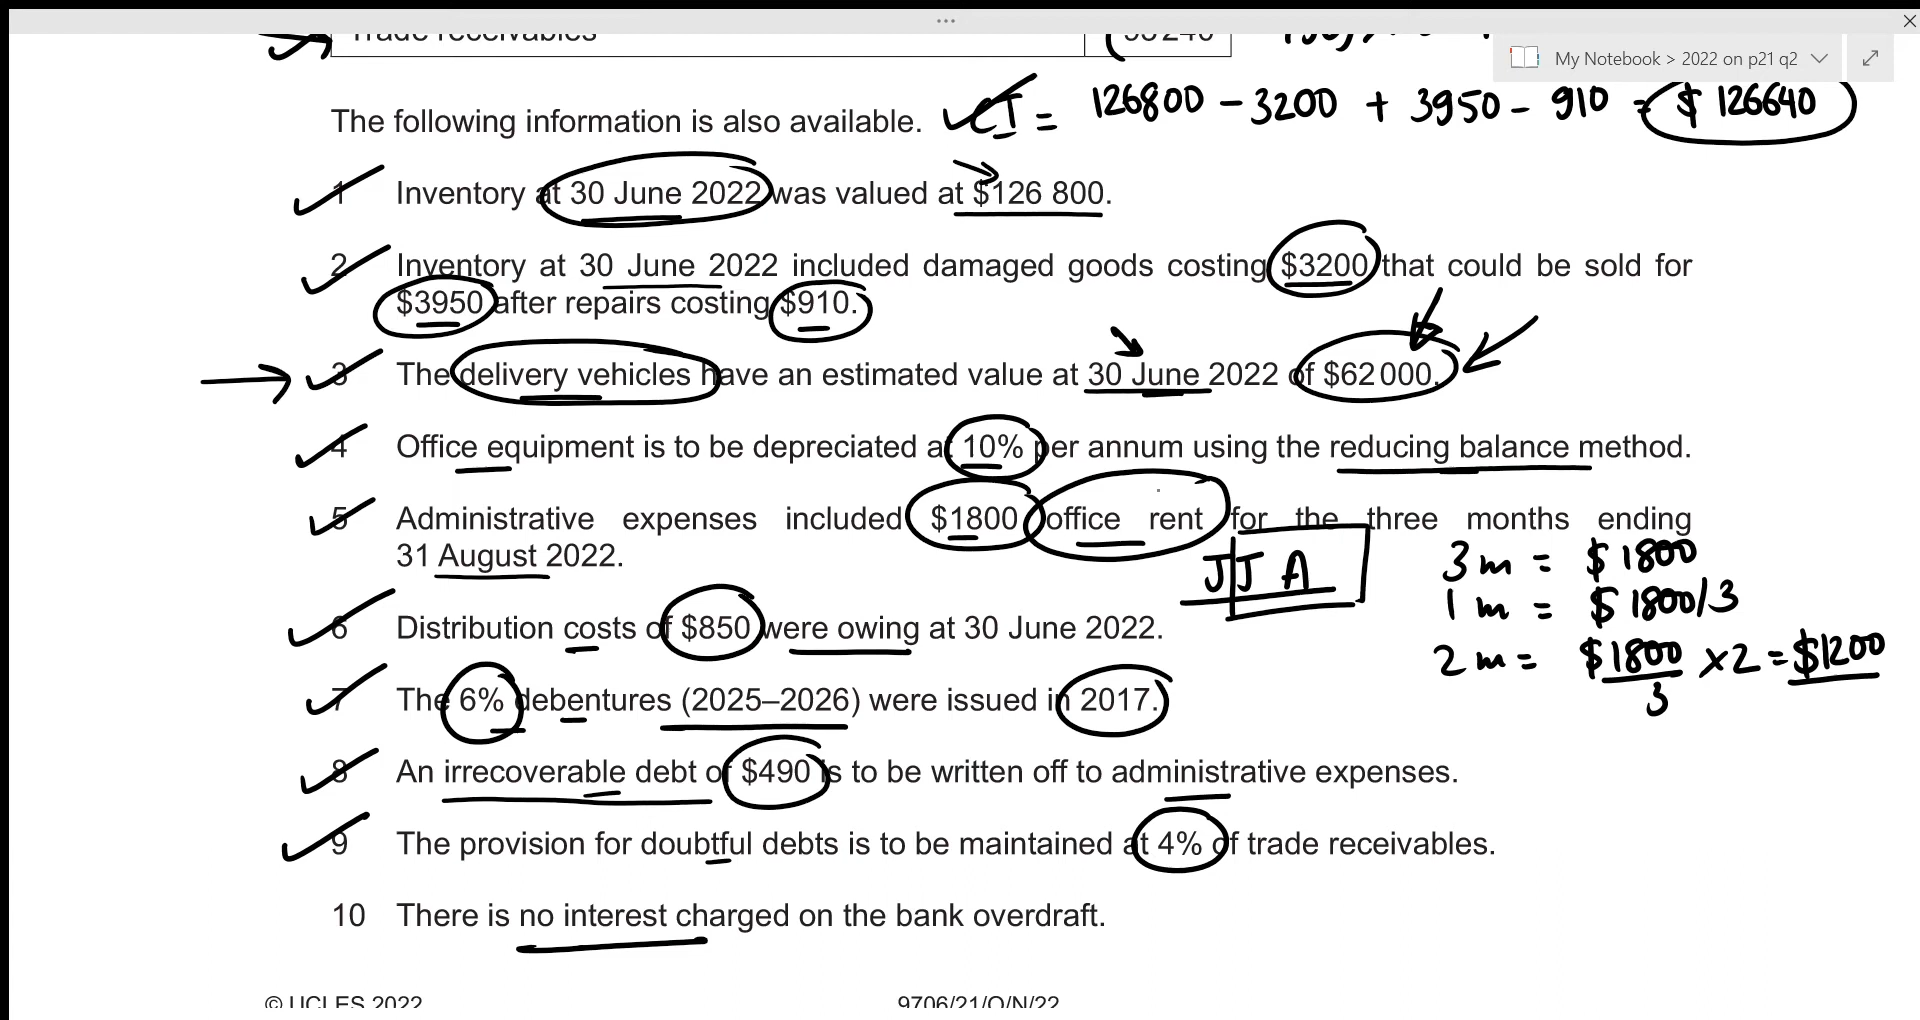 Trade receivables
My Notebook > 2022 on p21 q2
The following information is also available. CI = 126800 - 3200 + 3950 - 910 = $ 126640
1 Inventory at 30 June 2022 was valued at $126 800.
2 Inventory at 30 June 2022 included damaged goods costing $3200 that could be sold for
$3950 after repairs costing $910.
3 The delivery vehicles have an estimated value at 30 June 2022 of $62 000.
4 Office equipment is to be depreciated at 10% per annum using the reducing balance method.
5 Administrative expenses included $1800 office rent for the three months ending
31 August 2022.
J J A
3 m = $ 1800
1 m = $ 1800/3
2 m = $ 1800/3 x 2 = $1200
6 Distribution costs of $850 were owing at 30 June 2022.
7 The 6% debentures (2025–2026) were issued in 2017.
8 An irrecoverable debt of $490 is to be written off to administrative expenses.
9 The provision for doubtful debts is to be maintained at 4% of trade receivables.
10 There is no interest charged on the bank overdraft.
© UCLES 2022 9706/21/O/N/22